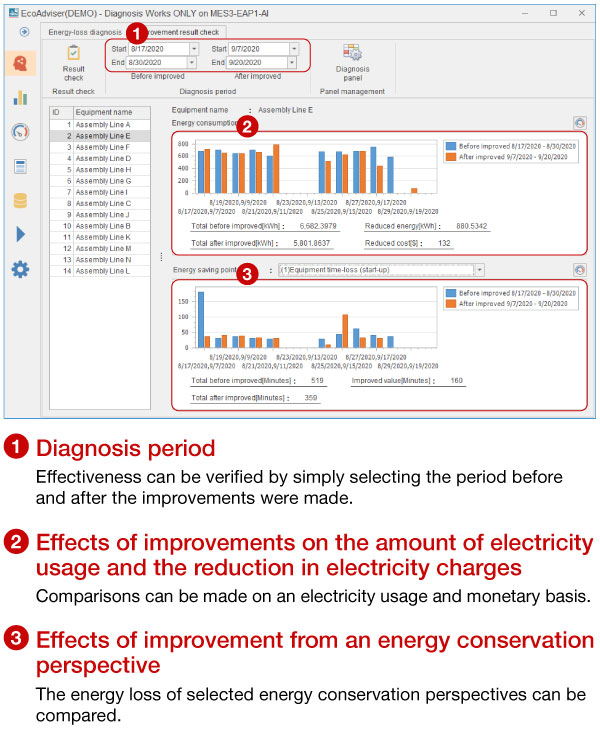 EcoAdviser(DEMO) - Diagnosis Works ONLY on MES3-EAP1-AI
Energy-loss diagnosis
provement result check
1
Result check
Result check
Start 8/17/2020 Start 9/7/2020
End 8/30/2020 End 9/20/2020
Before improved After improved
Diagnosis period
Diagnosis panel
Panel management
ID Equipment name
1 Assembly Line A
2 Assembly Line E
3 Assembly Line F
4 Assembly Line D
5 Assembly Line H
6 Assembly Line G
7 Assembly Line I
8 Assembly Line C
9 Assembly Line J
10 Assembly Line B
11 Assembly Line K
12 Assembly Line M
13 Assembly Line N
14 Assembly Line L
Equipment name : Assembly Line E
Energy consumption
2
800
600
400
200
0
8/19/2020,9/9/2020 8/23/2020,9/13/2020 8/27/2020,9/17/2020
8/17/2020,9/7/2020 8/21/2020,9/11/2020 8/25/2020,9/15/2020 8/29/2020,9/19/2020
Before improved 8/17/2020 - 8/30/2020
After improved 9/7/2020 - 9/20/2020
Total before improved[kWh] : 6,682.3979 Reduced energy[kWh] : 880.5342
Total after improved[kWh] : 5,801.8637 Reduced cost[$] : 132
Energy saving point : (1)Equipment time-loss (start-up)
3
150
100
50
0
8/19/2020,9/9/2020 8/23/2020,9/13/2020 8/27/2020,9/17/2020
8/17/2020,9/7/2020 8/21/2020,9/11/2020 8/25/2020,9/15/2020 8/29/2020,9/19/2020
Before improved 8/17/2020 - 8/30/2020
After improved 9/7/2020 - 9/20/2020
Total before improved[Minutes] : 519 Improved value[Minutes] : 160
Total after improved[Minutes] : 359
1 Diagnosis period
Effectiveness can be verified by simply selecting the period before
and after the improvements were made.
2 Effects of improvements on the amount of electricity
usage and the reduction in electricity charges
Comparisons can be made on an electricity usage and monetary basis.
3 Effects of improvement from an energy conservation
perspective
The energy loss of selected energy conservation perspectives can be
compared.